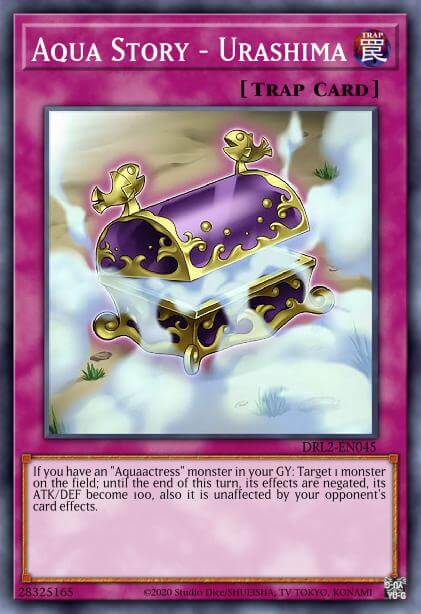 Aqua Story - Urashima
TRAP
罠
[Trap Card]
DRL2-EN045
If you have an "Aquaactress" monster in your GY: Target 1 monster
on the field; until the end of this turn, its effects are negated, its
ATK/DEF become 100, also it is unaffected by your opponent's
card effects.
28325165
©2020 Studio Dice/SHUEISHA, TV TOKYO, KONAMI